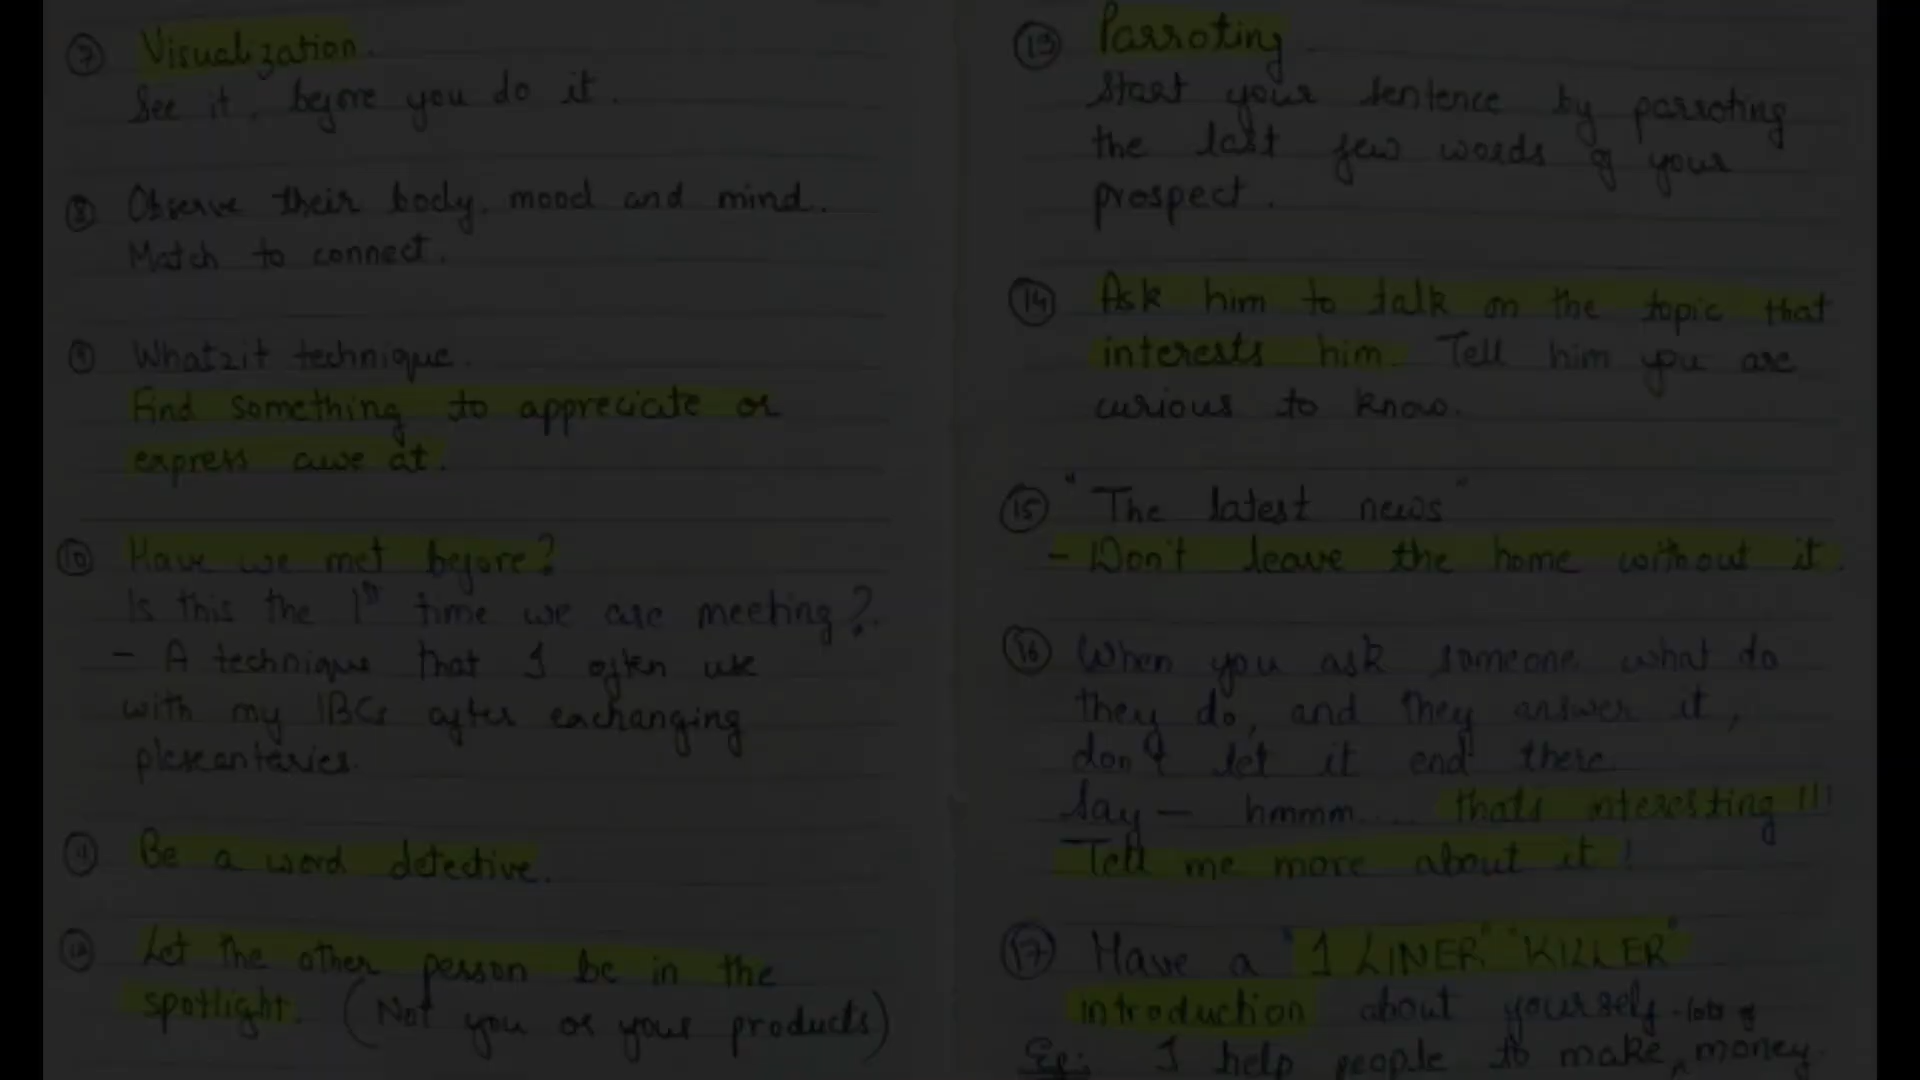 ⑦ Visualization.
See it, before you do it.
⑧ Observe their body, mood and mind.
Match to connect.
⑨ Whatzit technique.
Find something to appreciate or
express awe at.
⑩ Have we met before?
Is this the 1st time we are meeting?
- A technique that I often use
with my IBCs after exchanging
plesentaries.
⑪ Be a word detective.
⑫ Let the other person be in the
spotlight. (Not you or your products)
⑬ Parroting
Start your sentence by parroting
the last few words of your
prospect.
⑭ Ask him to talk on the topic that
interests him. Tell him you are
curious to know.
⑮ "The latest news"
- Don't leave the home without it.
⑯ When you ask someone what do
they do, and they answer it,
don't let it end there
Say - hmmm.... thats interesting!!!
Tell me more about it!
⑰ Have a "1 LINER" "KILLER"
introduction about yourself.
Eg: I help people to make lots of money.